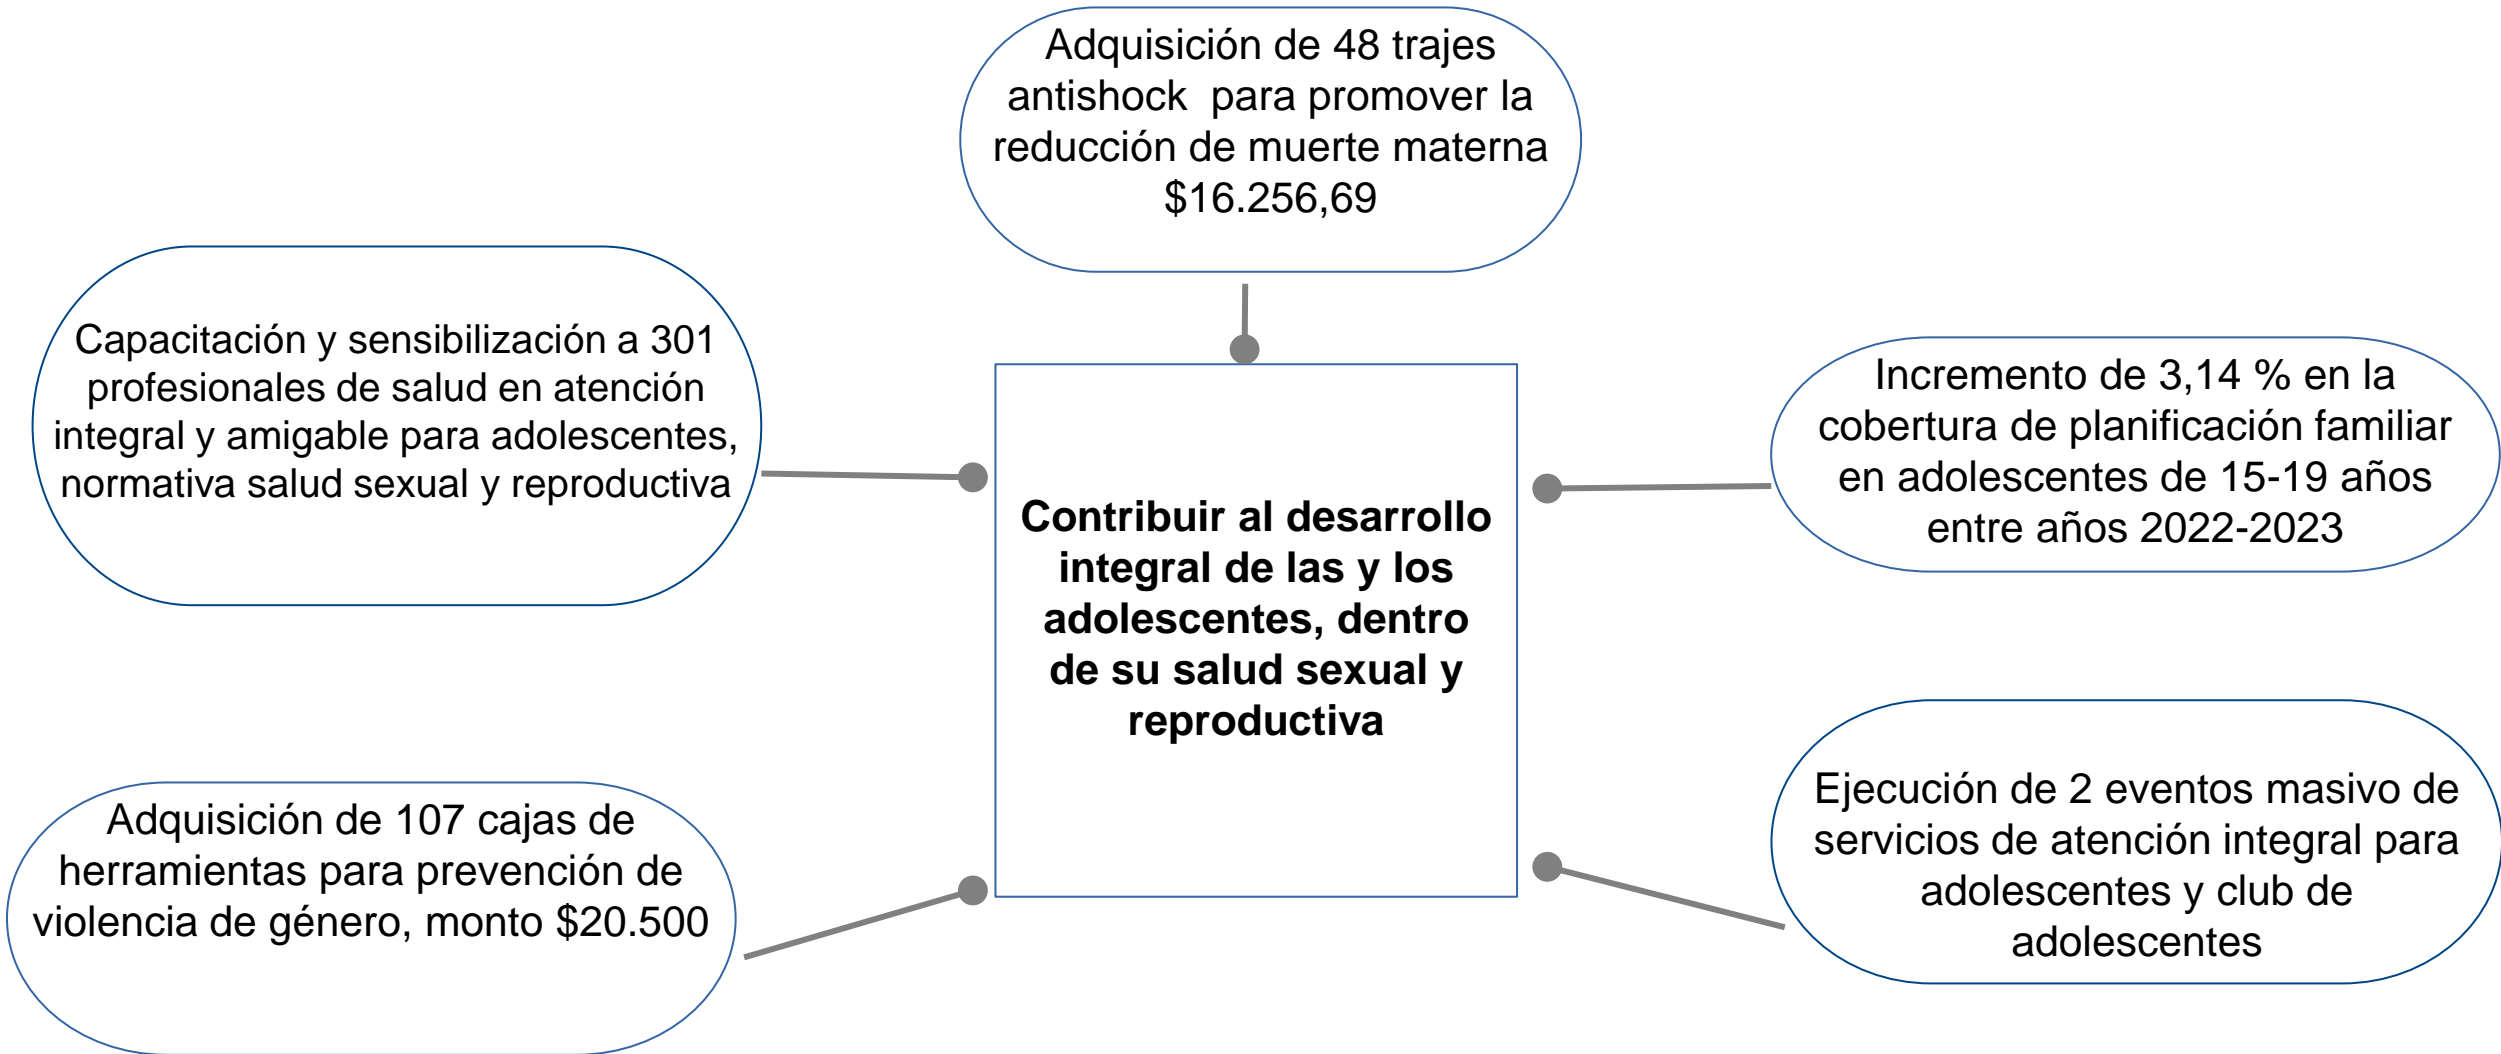 Adquisición de 48 trajes
antishock  para promover la
reducción de muerte materna
$16.256,69
Capacitación y sensibilización a 301
profesionales de salud en atención
integral y amigable para adolescentes,
normativa salud sexual y reproductiva
Incremento de 3,14 % en la
cobertura de planificación familiar
en adolescentes de 15-19 años
entre años 2022-2023
Contribuir al desarrollo
integral de las y los
adolescentes, dentro
de su salud sexual y
reproductiva
Adquisición de 107 cajas de
herramientas para prevención de
violencia de género, monto $20.500
Ejecución de 2 eventos masivo de
servicios de atención integral para
adolescentes y club de
adolescentes